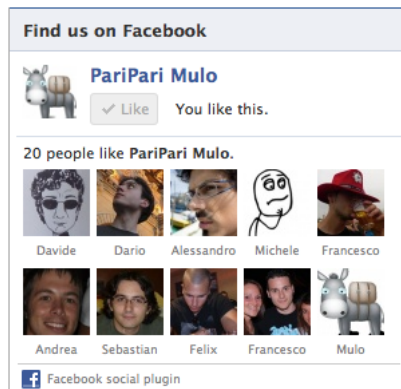 Find us on Facebook
PariPari Mulo
Like You like this.
20 people like PariPari Mulo.
Davide Dario Alessandro Michele Francesco
Andrea Sebastian Felix Francesco Mulo
Facebook social plugin